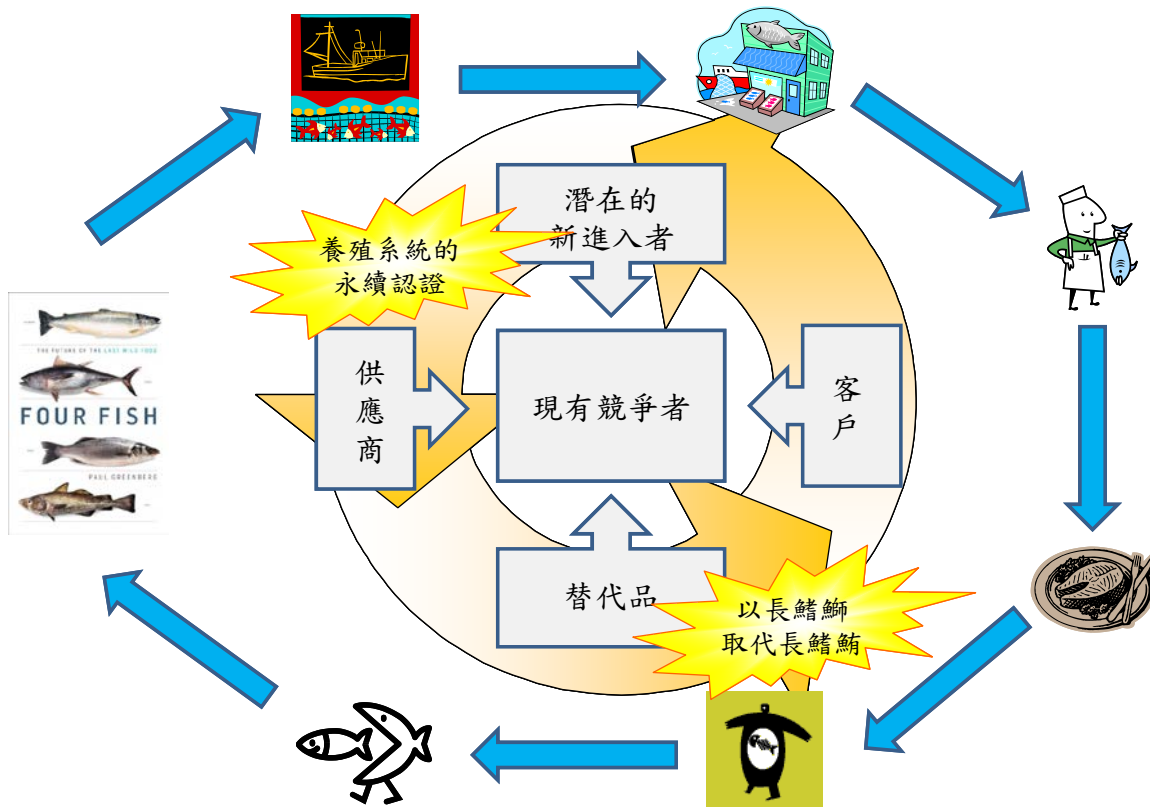 潛在的
新進入者
養殖系統的
永續認證
THE FUTURE OF THE LAST WILD FOOD
FOUR FISH
PAUL GREENBERG
供
應
商
現有競爭者
客
戶
替代品
以長鰭鰤
取代長鰭鮪